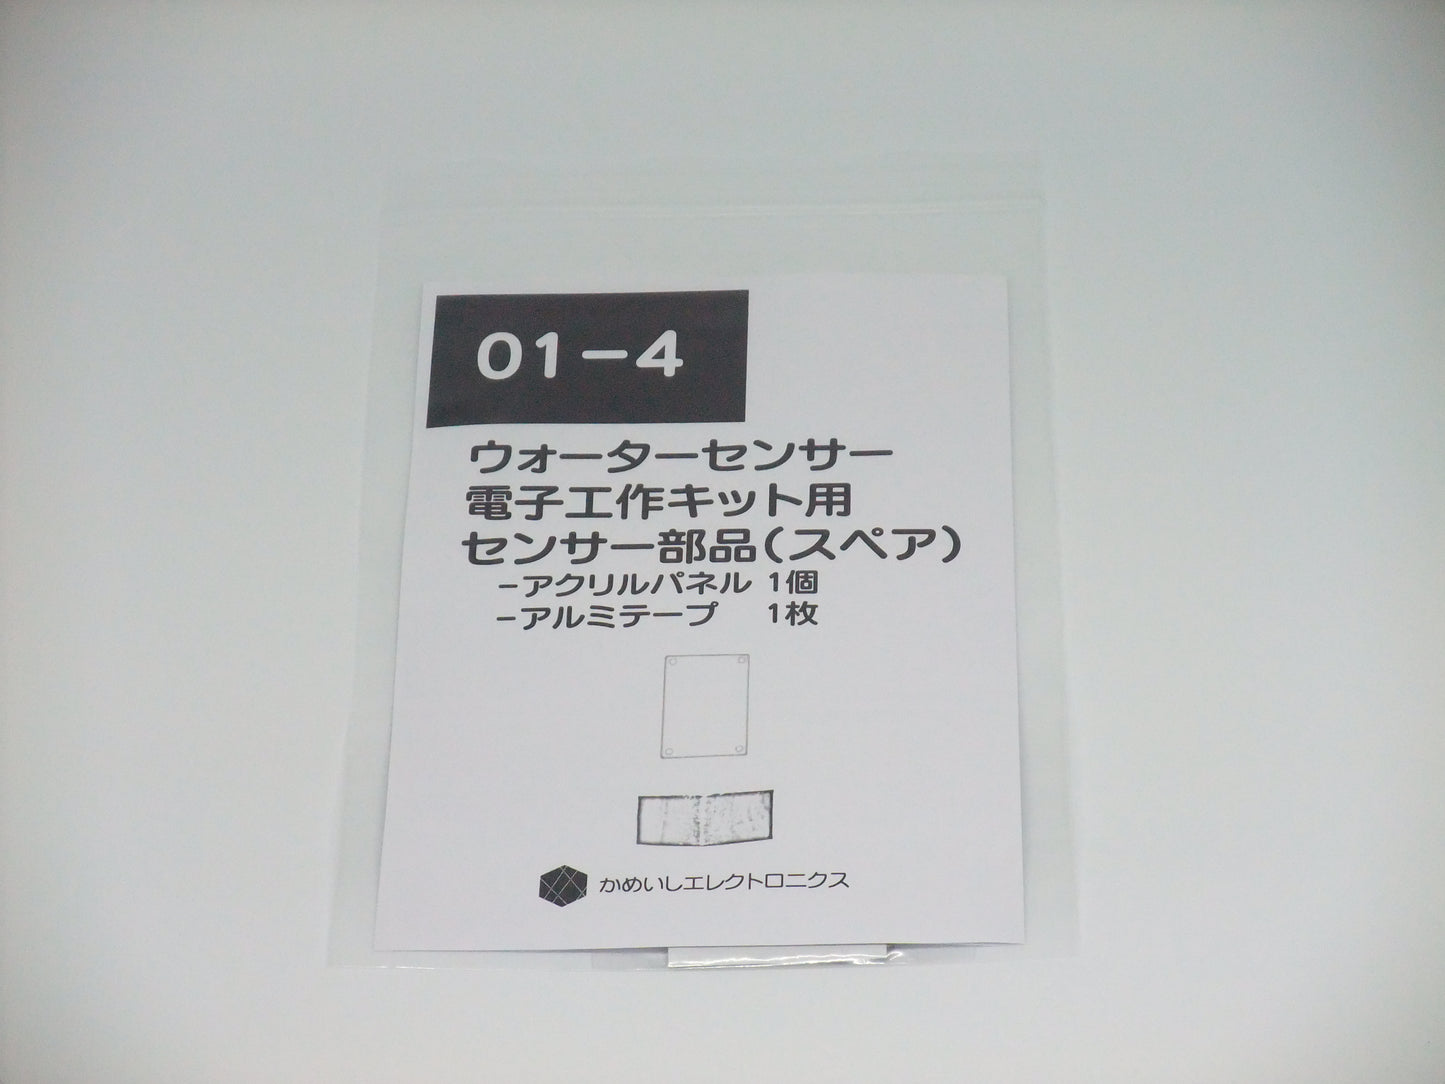 01-4
ウォーターセンサー
電子工作キット用
センサー部品(スペア)
-アクリルパネル 1個
-アルミテープ 1枚
かめいしエレクトロニクス